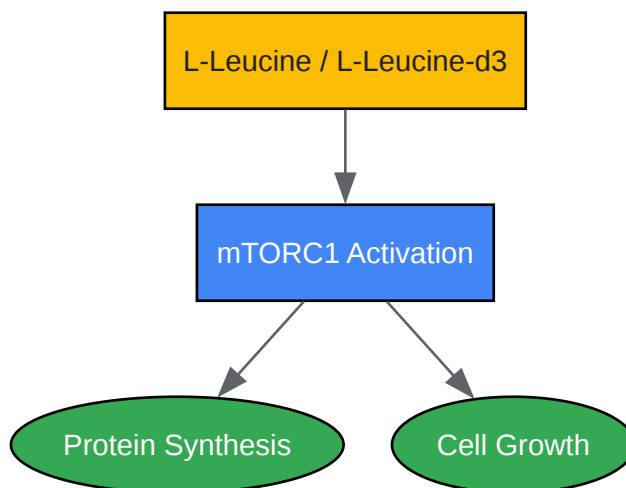 L-Leucine / L-Leucine-d3
mTORC1 Activation
Protein Synthesis
Cell Growth